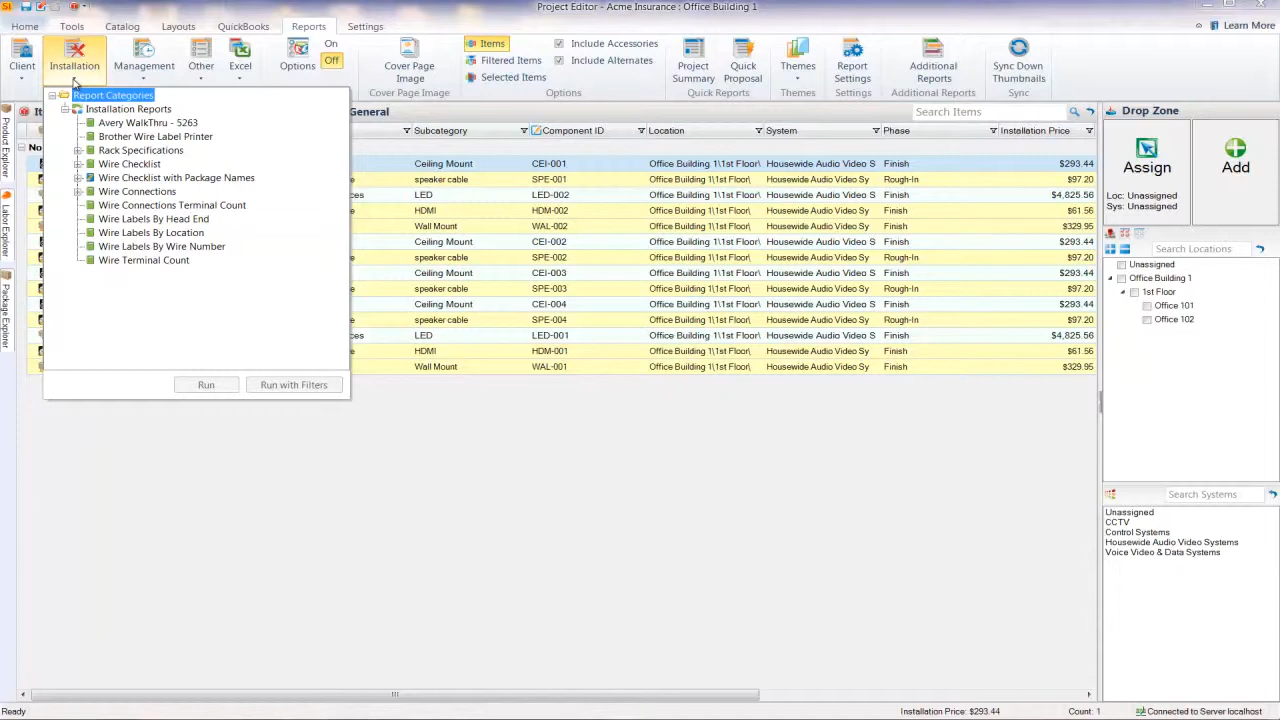 SI
Project Editor - Acme Insurance : Office Building 1
Home Tools Catalog Layouts QuickBooks Reports Settings
Learn More
Client Installation Management Other Excel Options On Off
Cover Page Image
Cover Page Image
Items Filtered Items Selected Items
Include Accessories
Include Alternates
Options
Project Summary Quick Proposal
Quick Reports
Themes
Themes
Report Settings
Additional Reports
Additional Reports
Sync Down Thumbnails
Sync
Product Explorer
Labor Explorer
Package Explorer
Report Categories
Installation Reports
Avery WalkThru - 5263
Brother Wire Label Printer
Rack Specifications
Wire Checklist
Wire Checklist with Package Names
Wire Connections
Wire Connections Terminal Count
Wire Labels By Head End
Wire Labels By Location
Wire Labels By Wire Number
Wire Terminal Count
Run Run with Filters
General Search Items
Subcategory Component ID Location System Phase Installation Price
No
Ceiling Mount CEI-001 Office Building 1\1st Floor\ Housewide Audio Video S Finish $293.44
e speaker cable SPE-001 Office Building 1\1st Floor\ Housewide Audio Video Sy Rough-In $97.20
ces LED LED-002 Office Building 1\1st Floor\ Housewide Audio Video S Finish $4,825.56
e HDMI HDM-002 Office Building 1\1st Floor\ Housewide Audio Video Sy Finish $61.56
Wall Mount WAL-002 Office Building 1\1st Floor\ Housewide Audio Video Sy Finish $329.95
Ceiling Mount CEI-002 Office Building 1\1st Floor\ Housewide Audio Video S Finish $293.44
e speaker cable SPE-002 Office Building 1\1st Floor\ Housewide Audio Video Sy Rough-In $97.20
Ceiling Mount CEI-003 Office Building 1\1st Floor\ Housewide Audio Video S Finish $293.44
e speaker cable SPE-003 Office Building 1\1st Floor\ Housewide Audio Video Sy Rough-In $97.20
Ceiling Mount CEI-004 Office Building 1\1st Floor\ Housewide Audio Video S Finish $293.44
e speaker cable SPE-004 Office Building 1\1st Floor\ Housewide Audio Video Sy Rough-In $97.20
ces LED LED-001 Office Building 1\1st Floor\ Housewide Audio Video S Finish $4,825.56
e HDMI HDM-001 Office Building 1\1st Floor\ Housewide Audio Video Sy Finish $61.56
Wall Mount WAL-001 Office Building 1\1st Floor\ Housewide Audio Video Sy Finish $329.95
Drop Zone
Assign Add
Loc: Unassigned
Sys: Unassigned
Search Locations
Unassigned
Office Building 1
1st Floor
Office 101
Office 102
Search Systems
Unassigned
CCTV
Control Systems
Housewide Audio Video Systems
Voice Video & Data Systems
Ready Installation Price: $293.44 Count: 1 Connected to Server localhost